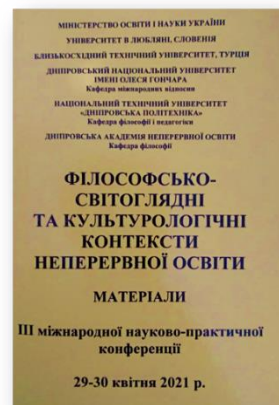 МІНІСТЕРСТВО ОСВІТИ І НАУКИ УКРАЇНИ
УНІВЕРСИТЕТ В ЛЮБЛЯНІ, СЛОВЕНІЯ
БЛИЗЬКОСХІДНИЙ ТЕХНІЧНИЙ УНІВЕРСИТЕТ, ТУРЦІЯ
ДНІПРОВСЬКИЙ НАЦІОНАЛЬНИЙ УНІВЕРСИТЕТ
ІМЕНІ ОЛЕСЯ ГОНЧАРА
Кафедра міжнародних відносин
НАЦІОНАЛЬНИЙ ТЕХНІЧНИЙ УНІВЕРСИТЕТ
«ДНІПРОВСЬКА ПОЛІТЕХНІКА»
Кафедра філософії і педагогіки
ДНІПРОВСЬКА АКАДЕМІЯ НЕПЕРЕРВНОЇ ОСВІТИ
Кафедра філософії
ФІЛОСОФСЬКО-
СВІТОГЛЯДНІ
ТА КУЛЬТУРОЛОГІЧНІ
КОНТЕКСТИ
НЕПЕРЕРВНОЇ ОСВІТИ
МАТЕРІАЛИ
ІІІ міжнародної науково-практичної
конференції
29-30 квітня 2021 р.